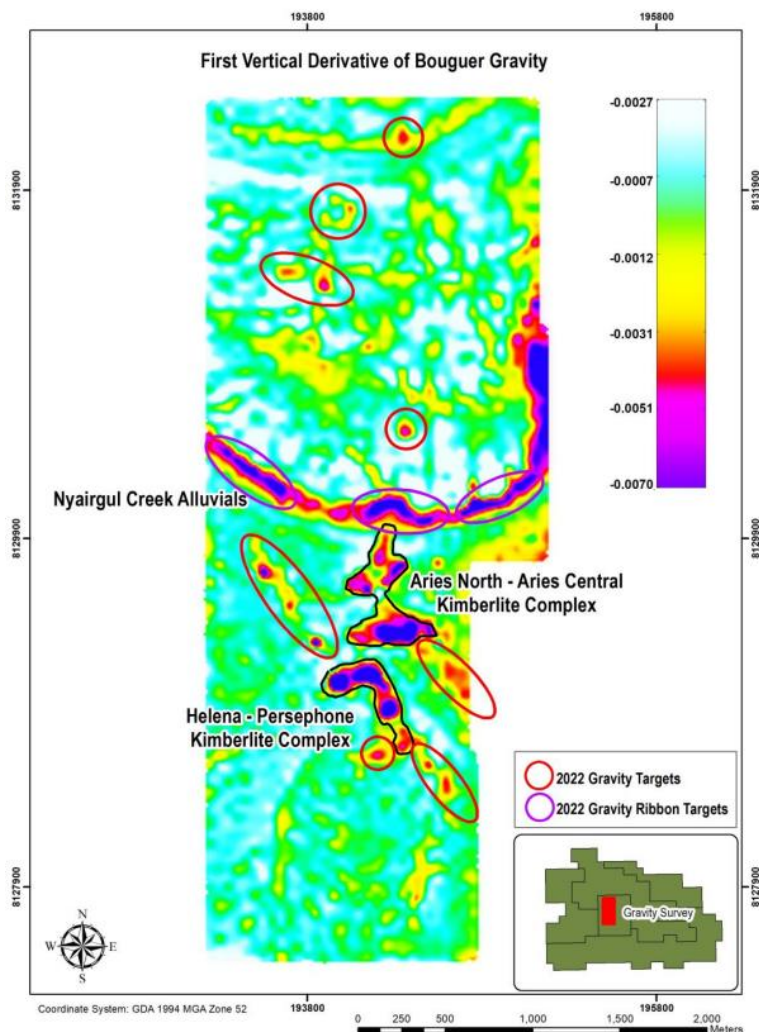 193800
195800
First Vertical Derivative of Bouguer Gravity
-0.0027
-0.0007
-0.0012
-0.0031
-0.0051
-0.0070
8131900
8131900
Nyairgul Creek Alluvials
8129900
8129900
Aries North - Aries Central
Kimberlite Complex
Helena - Persephone
Kimberlite Complex
2022 Gravity Targets
2022 Gravity Ribbon Targets
Gravity Survey
8127900
8127900
N
W
E
S
Coordinate System: GDA 1994 MGA Zone 52
193800
195800
0 250 500 1,000 1,500 2,000
Meters